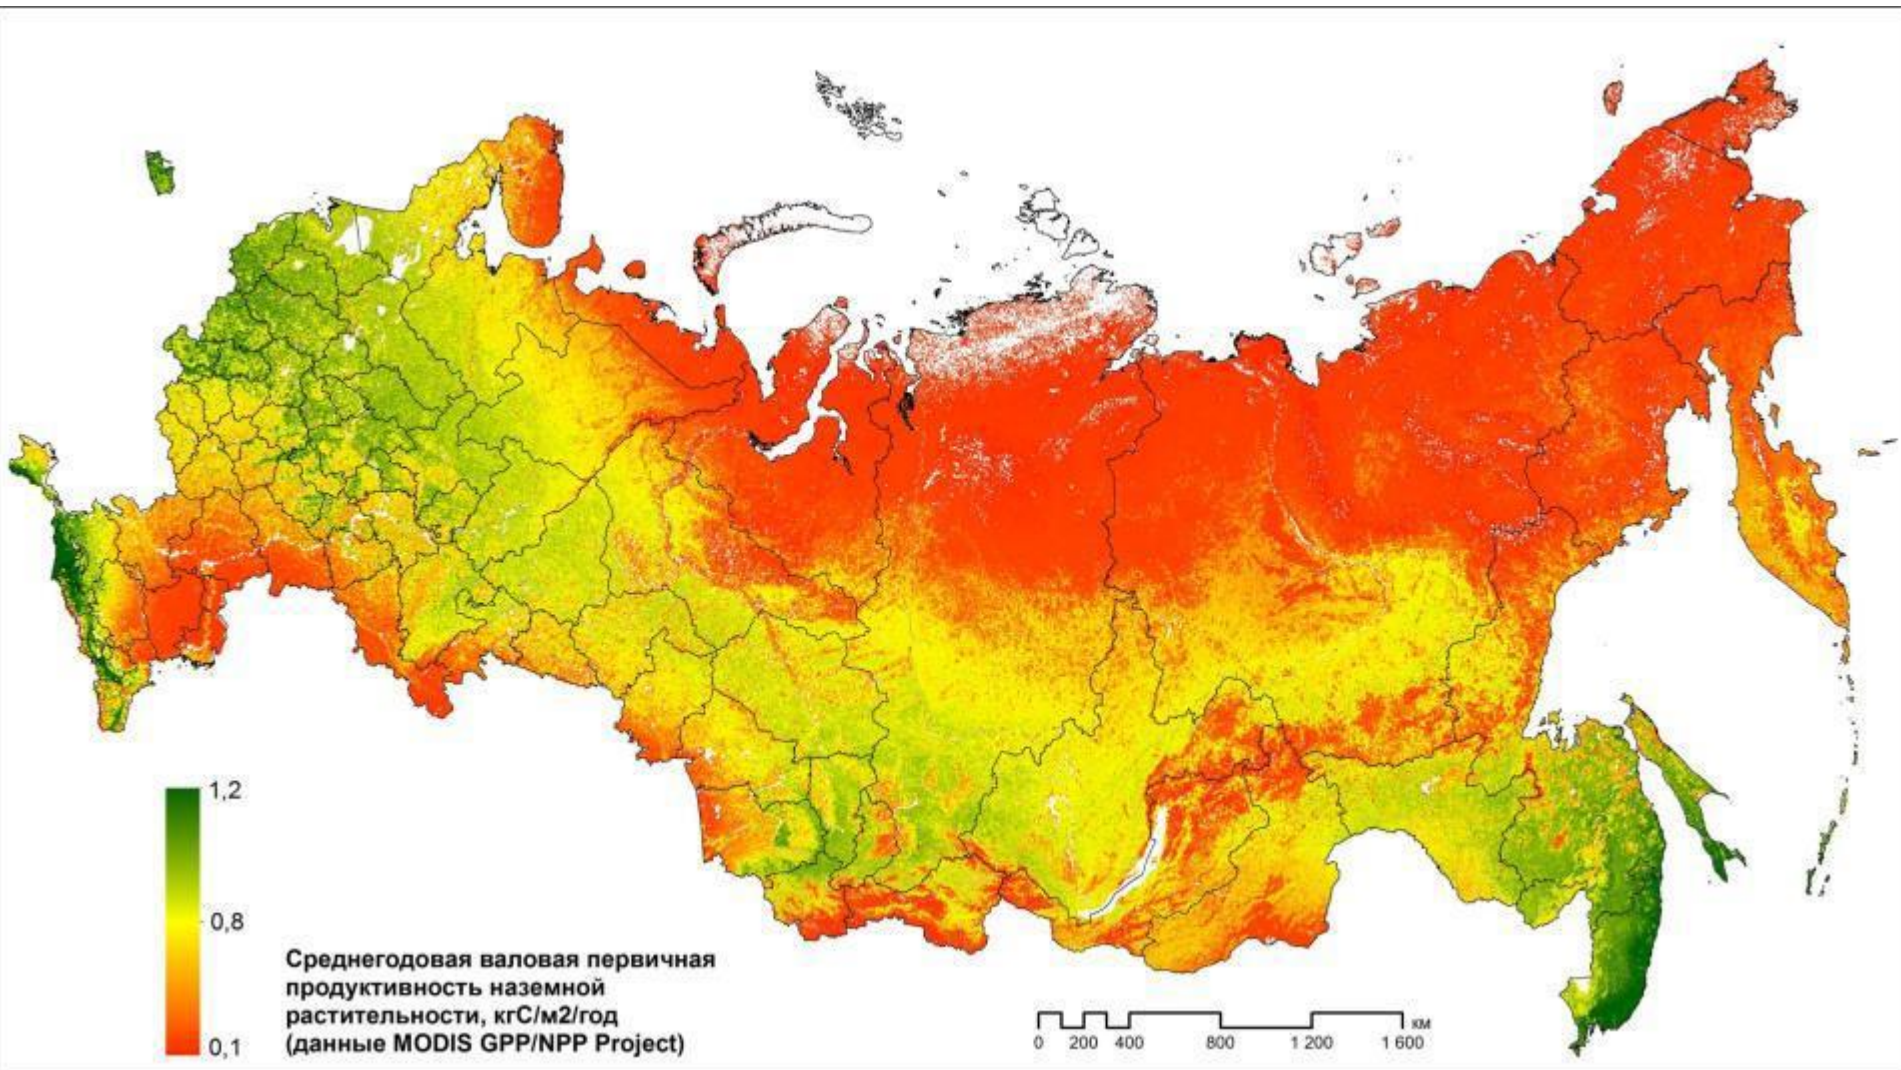 1,2
0,8
0,1
Среднегодовая валовая первичная
продуктивность наземной
растительности, кгС/м2/год
(данные MODIS GPP/NPP Project)
км
0 200 400 800 1 200 1 600